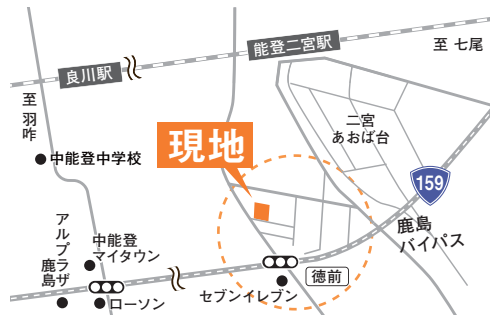 能登二宮駅
至 七尾
良川駅
至 羽咋
二宮
あおば台
現地
中能登中学校
159
鹿島
バイパス
アルプラザ
鹿島
中能登
マイタウン
徳前
セブンイレブン
ローソン